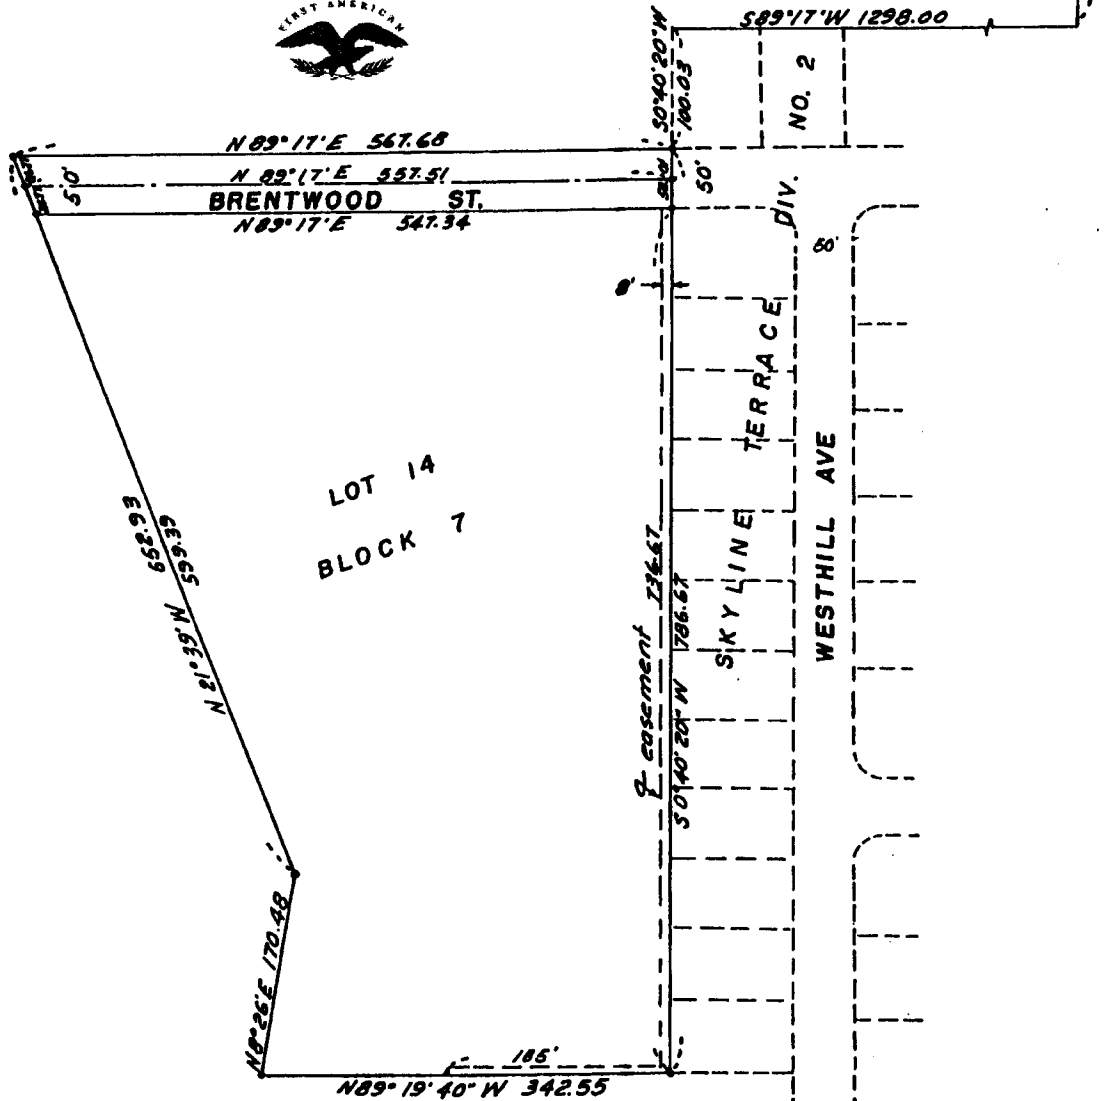 FIRST AMERICAN
S89°17'W 1298.00
S0°40'20"W
100.03
NO. 2
N 89°17'E 567.68
N 89°17'E 557.51
50'
BRENTWOOD ST.
50'
N 89°17'E 547.34
DIV.
60'
8'
TERRACE
LOT 14
BLOCK 7
652.93
599.39
N 21°39'W
easement 736.67
786.67
S 0°40'20"W
SKYLINE
WESTHILL AVE
N8°26'E 170.48
185'
N89°19'40"W 342.55